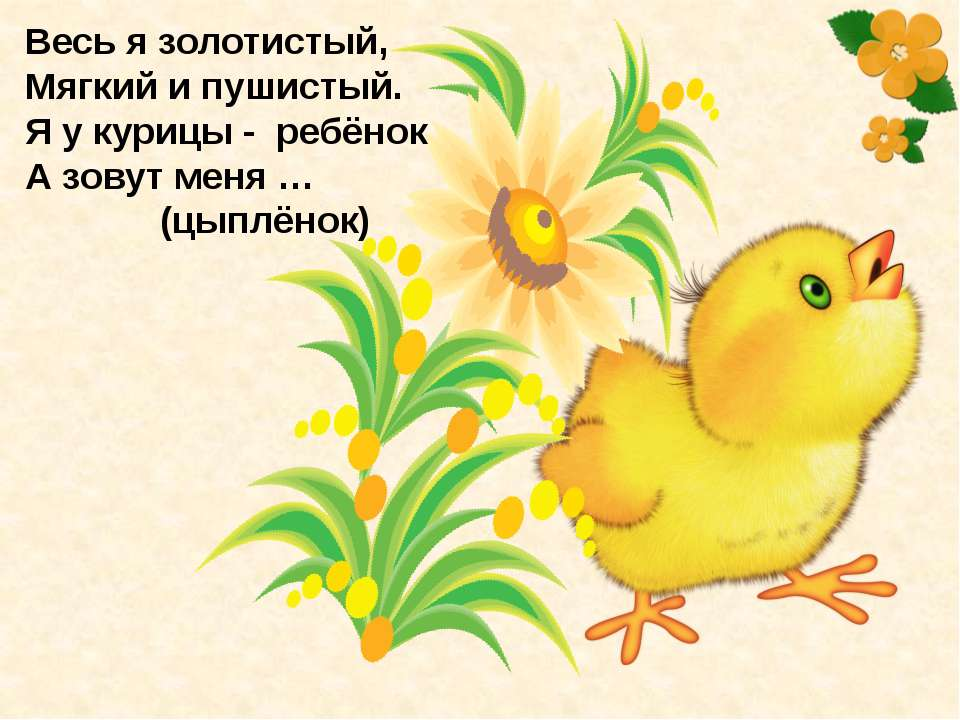 Весь я золотистый,
Мягкий и пушистый.
Я у курицы - ребёнок
А зовут меня …
(цыплёнок)